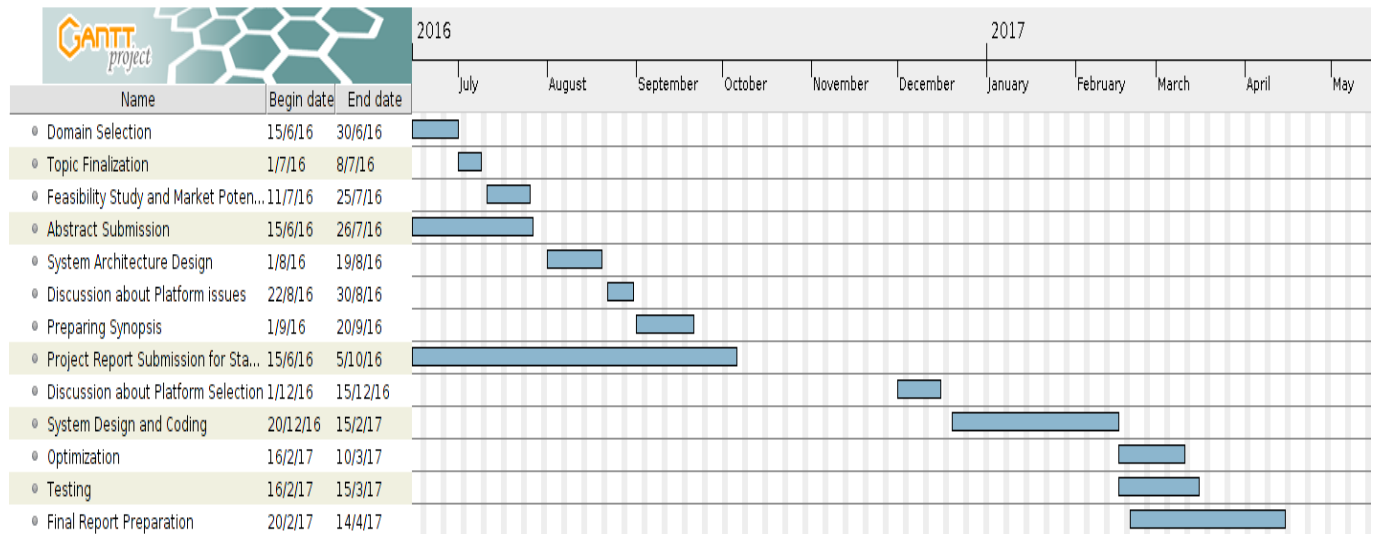 GANTT
project
2016 2017
July August September October November December January February March April May
Name Begin date End date
Domain Selection 15/6/16 30/6/16
Topic Finalization 1/7/16 8/7/16
Feasibility Study and Market Poten... 11/7/16 25/7/16
Abstract Submission 15/6/16 26/7/16
System Architecture Design 1/8/16 19/8/16
Discussion about Platform issues 22/8/16 30/8/16
Preparing Synopsis 1/9/16 20/9/16
Project Report Submission for Sta... 15/6/16 5/10/16
Discussion about Platform Selection 1/12/16 15/12/16
System Design and Coding 20/12/16 15/2/17
Optimization 16/2/17 10/3/17
Testing 16/2/17 15/3/17
Final Report Preparation 20/2/17 14/4/17